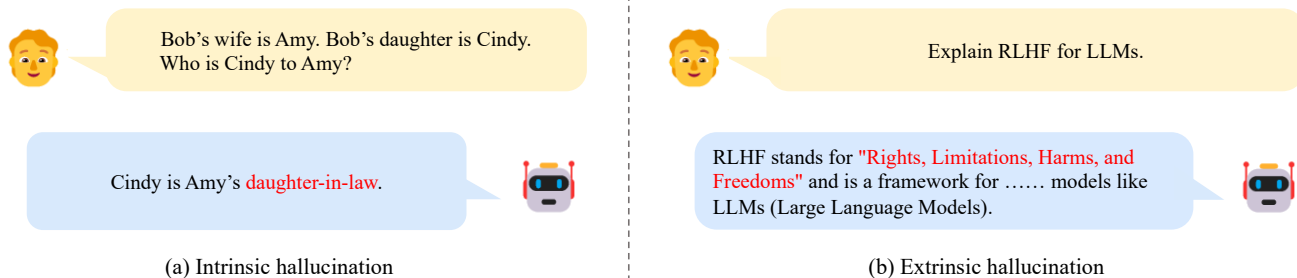 Bob's wife is Amy. Bob's daughter is Cindy.
Who is Cindy to Amy?
Cindy is Amy's daughter-in-law.
(a) Intrinsic hallucination
Explain RLHF for LLMs.
RLHF stands for "Rights, Limitations, Harms, and
Freedoms" and is a framework for …… models like
LLMs (Large Language Models).
(b) Extrinsic hallucination